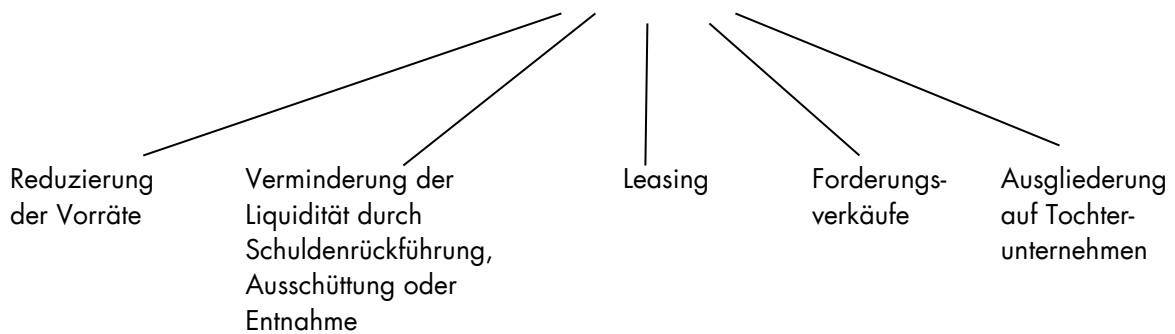 Reduzierung
der Vorräte
Verminderung der
Liquidität durch
Schuldenrückführung,
Ausschüttung oder
Entnahme
Leasing
Forderungs-
verkäufe
Ausgliederung
auf Tochter-
unternehmen